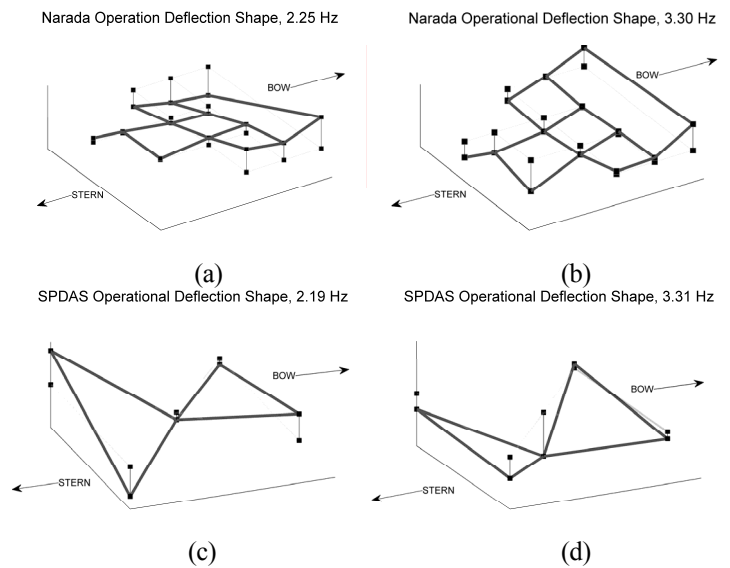 Narada Operation Deflection Shape, 2.25 Hz
BOW
STERN
(a)
Narada Operational Deflection Shape, 3.30 Hz
BOW
STERN
(b)
SPDAS Operational Deflection Shape, 2.19 Hz
BOW
STERN
(c)
SPDAS Operational Deflection Shape, 3.31 Hz
BOW
STERN
(d)